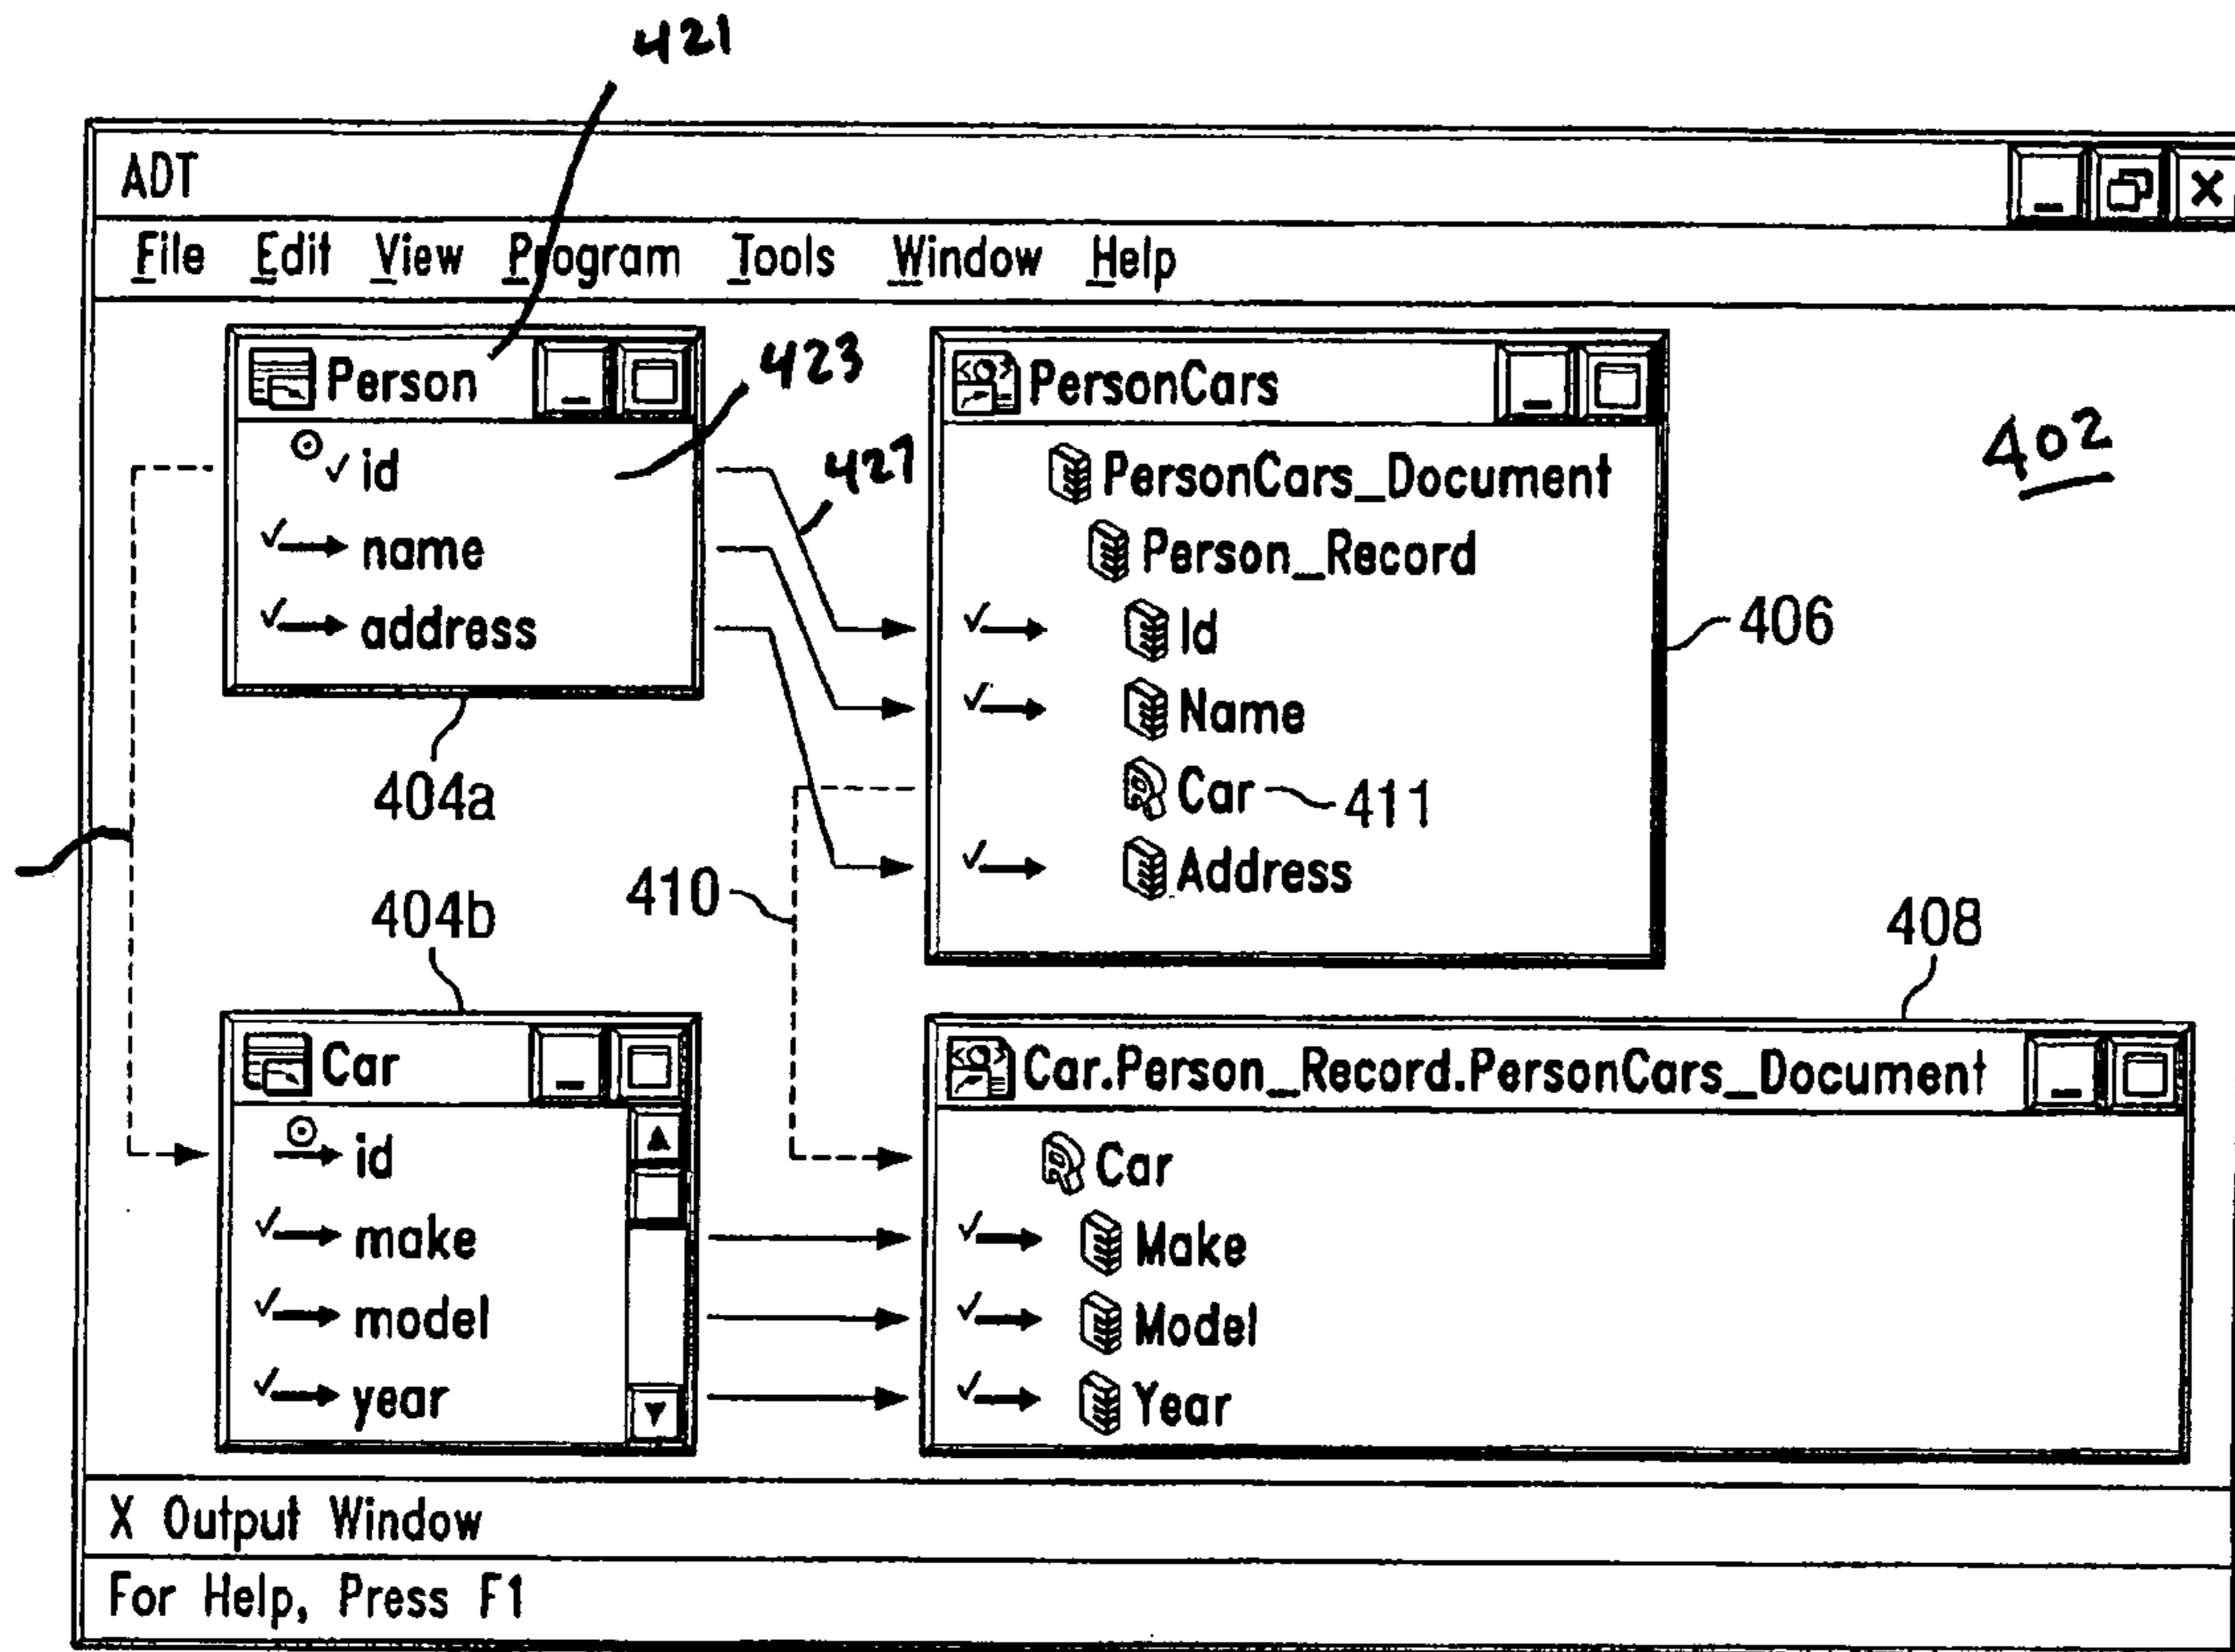 421
ADT
File Edit View Program Tools Window Help
Person
423
id
427
name
address
404a
PersonCars
402
PersonCars_Document
Person_Record
Id
406
Name
Car
411
Address
410
404b
408
Car
id
make
model
year
Car.Person_Record.PersonCars_Document
Car
Make
Model
Year
X Output Window
For Help, Press F1